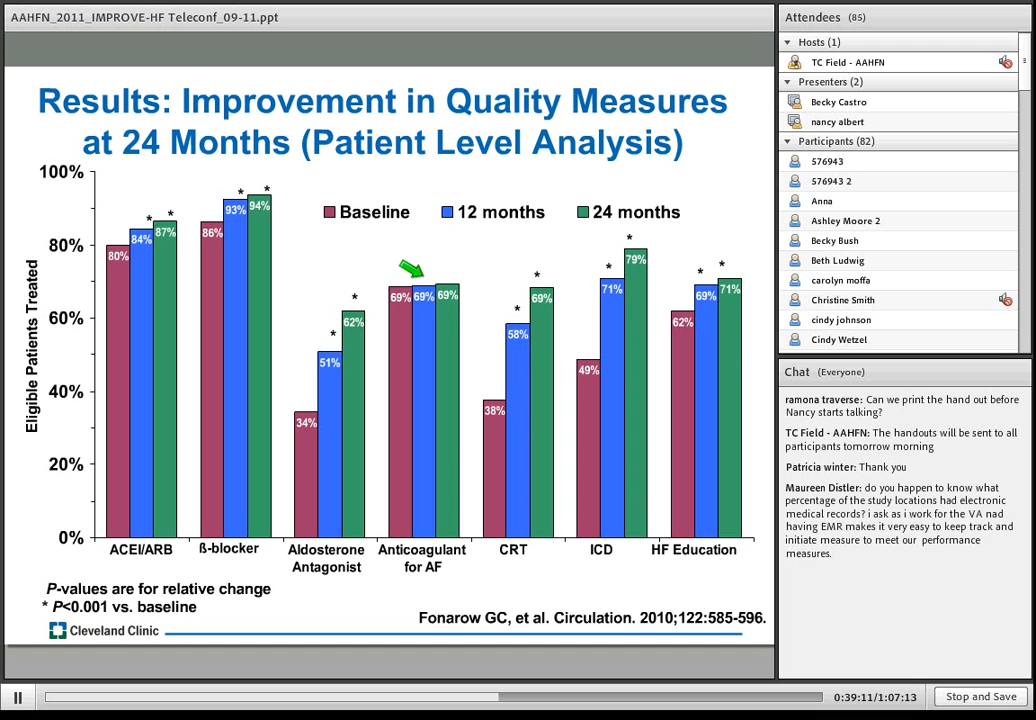 AAHFN_2011_IMPROVE-HF Teleconf_09-11.ppt
Results: Improvement in Quality Measures
at 24 Months (Patient Level Analysis)
Eligible Patients Treated
100%
80%
60%
40%
20%
0%
Baseline
12 months
24 months
80%
84%
*
87%
*
86%
93%
*
94%
*
34%
51%
*
62%
*
69%
69%
69%
38%
58%
*
69%
*
49%
71%
*
79%
*
62%
69%
*
71%
*
ACEI/ARB
ß-blocker
Aldosterone
Antagonist
Anticoagulant
for AF
CRT
ICD
HF Education
P-values are for relative change
* P<0.001 vs. baseline
Fonarow GC, et al. Circulation. 2010;122:585-596.
Cleveland Clinic
Attendees (85)
Hosts (1)
TC Field - AAHFN
Presenters (2)
Becky Castro
nancy albert
Participants (82)
576943
576943 2
Anna
Ashley Moore 2
Becky Bush
Beth Ludwig
carolyn moffa
Christine Smith
cindy johnson
Cindy Wetzel
Chat (Everyone)
ramona traverse: Can we print the hand out before
Nancy starts talking?
TC Field - AAHFN: The handouts will be sent to all
participants tomorrow morning
Patricia winter: Thank you
Maureen Distler: do you happen to know what
percentage of the study locations had electronic
medical records? i ask as i work for the VA nad
having EMR makes it very easy to keep track and
initiate measure to meet our performance
measures.
0:39:11/1:07:13
Stop and Save